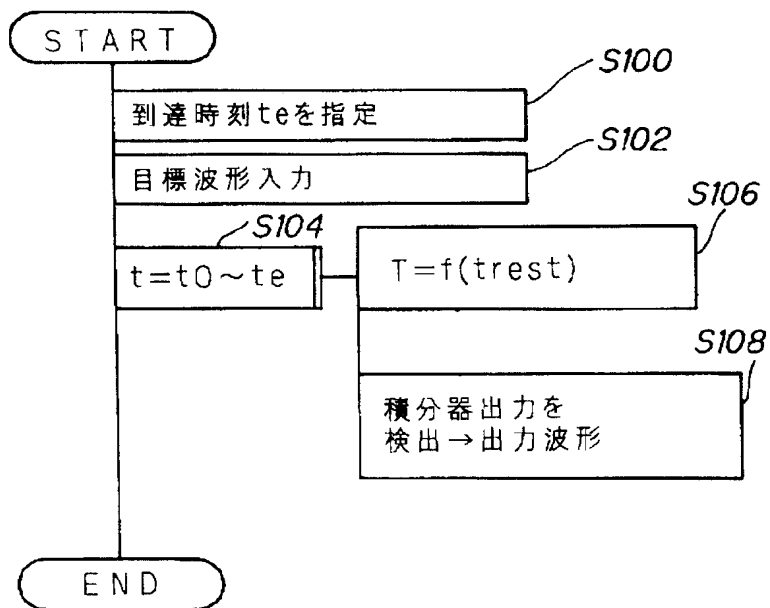 START
S100
到達時刻teを指定
S102
目標波形入力
S104
t=t0~te
S106
T=f(trest)
S108
積分器出力を
検出→出力波形
END